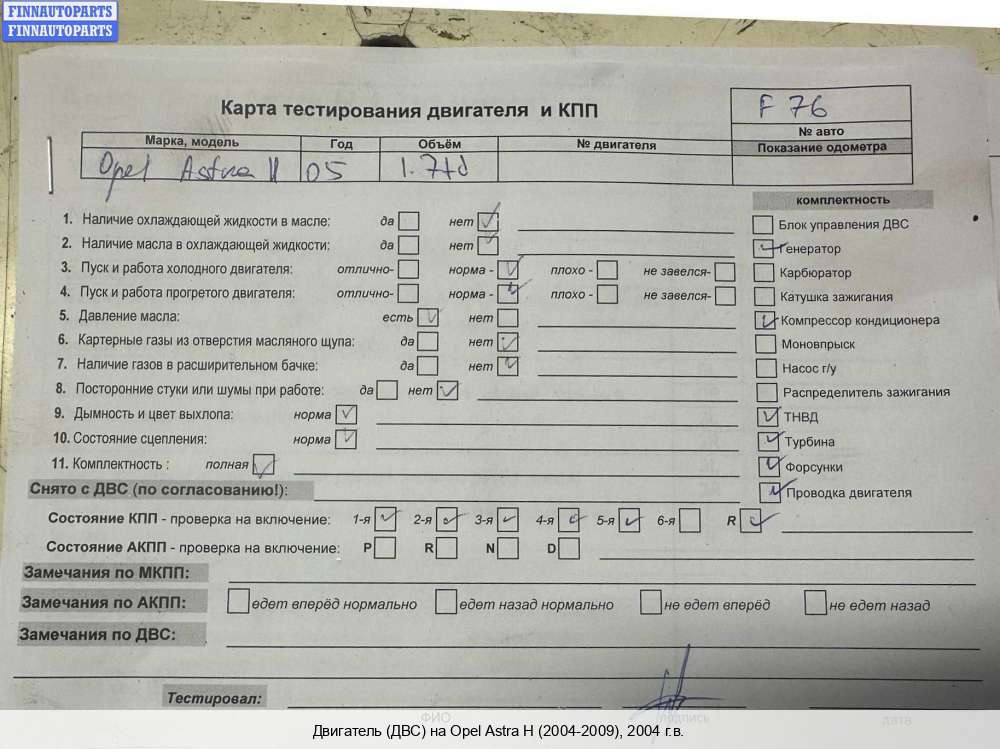 FINNAUTOPARTS
FINNAUTOPARTS
Карта тестирования двигателя и КПП
F 76
№ авто
Марка, модель Год Объём № двигателя Показание одометра
Opel Astra H 05 1.7td
комплектность
1. Наличие охлаждающей жидкости в масле: да нет
Блок управления ДВС
2. Наличие масла в охлаждающей жидкости: да нет
Генератор
3. Пуск и работа холодного двигателя: отлично- норма - плохо - не завелся-
Карбюратор
4. Пуск и работа прогретого двигателя: отлично- норма - плохо - не завелся-
Катушка зажигания
5. Давление масла: есть нет
Компрессор кондиционера
6. Картерные газы из отверстия масляного щупа: да нет
Моновпрыск
7. Наличие газов в расширительном бачке: да нет
Насос г/у
8. Посторонние стуки или шумы при работе: да нет
Распределитель зажигания
9. Дымность и цвет выхлопа: норма
ТНВД
10. Состояние сцепления: норма
Турбина
11. Комплектность : полная
Форсунки
Снято с ДВС (по согласованию!):
Проводка двигателя
Состояние КПП - проверка на включение: 1-я 2-я 3-я 4-я 5-я 6-я R
Состояние АКПП - проверка на включение: P R N D
Замечания по МКПП:
Замечания по АКПП: едет вперёд нормально едет назад нормально не едет вперёд не едет назад
Замечания по ДВС:
Тестировал:
ФИО подпись дата
Двигатель (ДВС) на Opel Astra H (2004-2009), 2004 г.в.